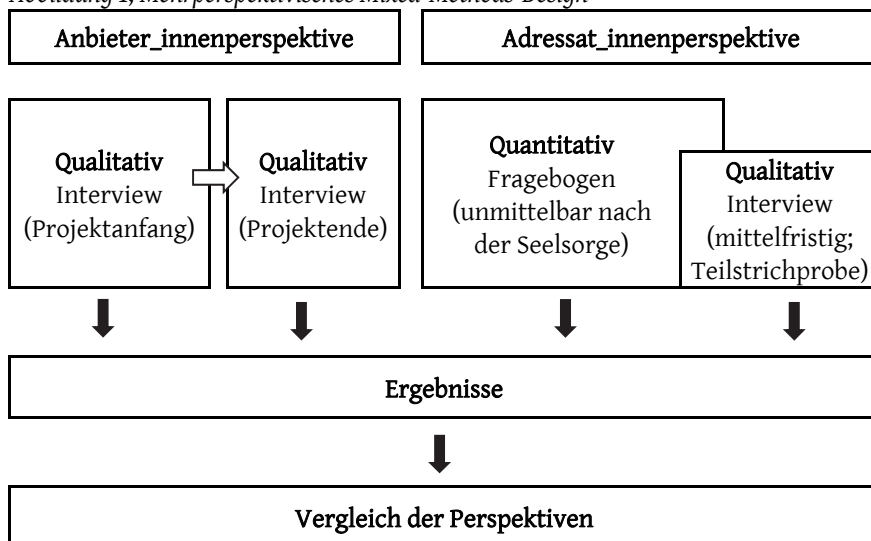 Abbildung 1, Mehrperspektivisches Mixed-Methods-Design
Anbieter_innenperspektive
Adressat_innenperspektive
Qualitativ
Interview
(Projektanfang)
Qualitativ
Interview
(Projektende)
Quantitativ
Fragebogen
(unmittelbar nach
der Seelsorge)
Qualitativ
Interview
(mittelfristig;
Teilstrichprobe)
Ergebnisse
Vergleich der Perspektiven